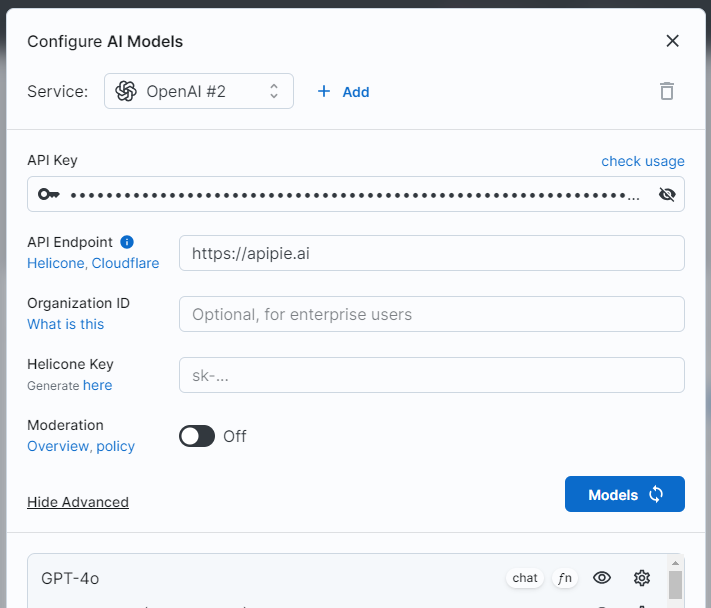 Configure AI Models
Service: OpenAI #2 Add
API Key check usage
API Endpoint https://apipie.ai
Helicone, Cloudflare
Organization ID Optional, for enterprise users
What is this
Helicone Key sk-...
Generate here
Moderation Off
Overview, policy
Hide Advanced Models
GPT-4o chat ƒn